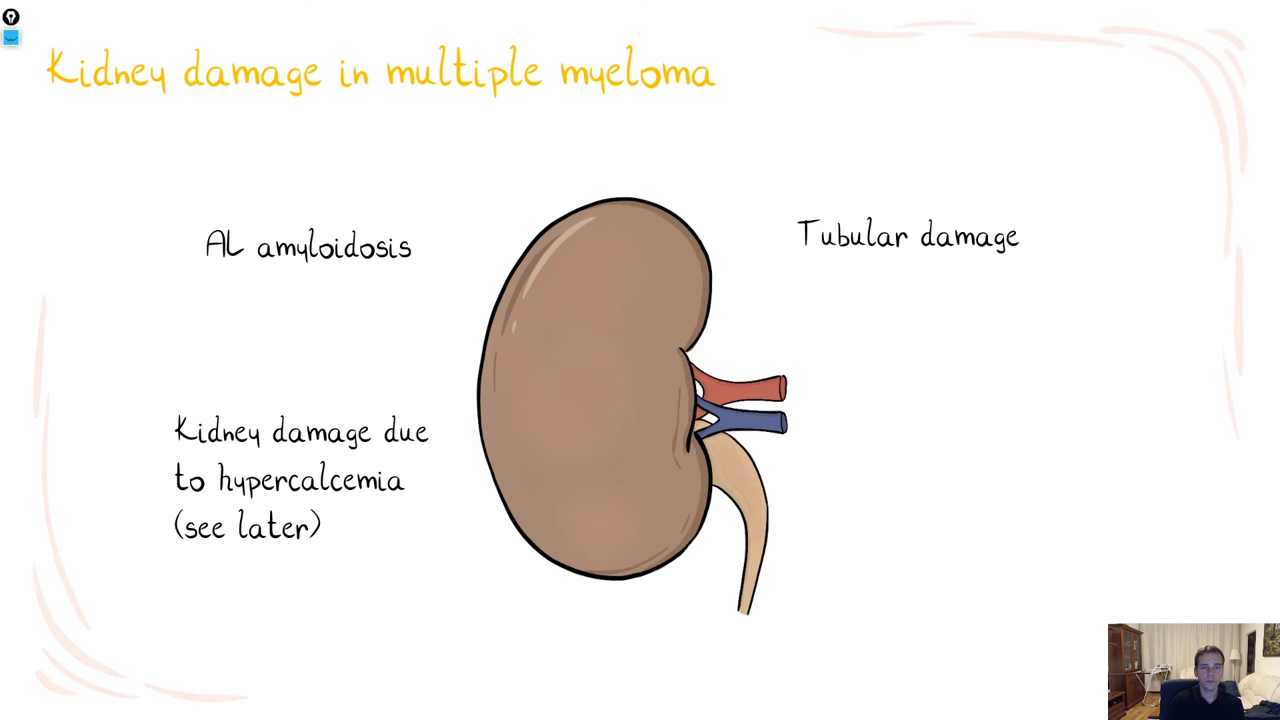 Kidney damage in multiple myeloma
AL amyloidosis
Tubular damage
Kidney damage due
to hypercalcemia
(see later)